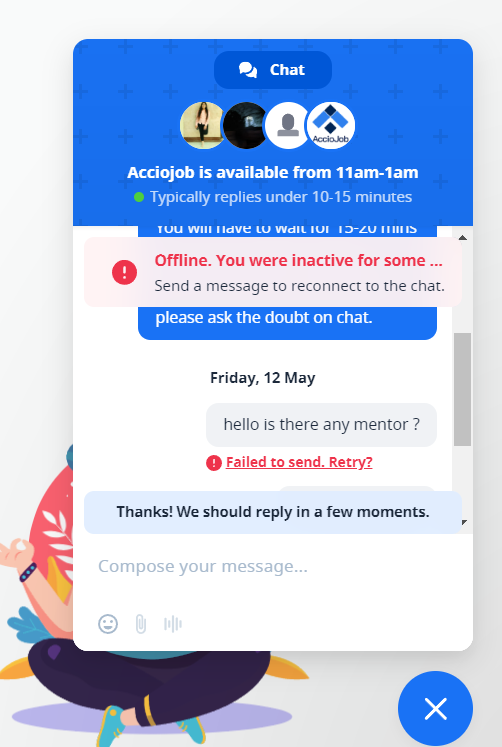 Chat
AccioJob
Acciojob is available from 11am-1am
Typically replies under 10-15 minutes
You will have to wait for 15-20 mins
Offline. You were inactive for some ...
Send a message to reconnect to the chat.
please ask the doubt on chat.
Friday, 12 May
hello is there any mentor ?
Failed to send. Retry?
Thanks! We should reply in a few moments.
Compose your message...